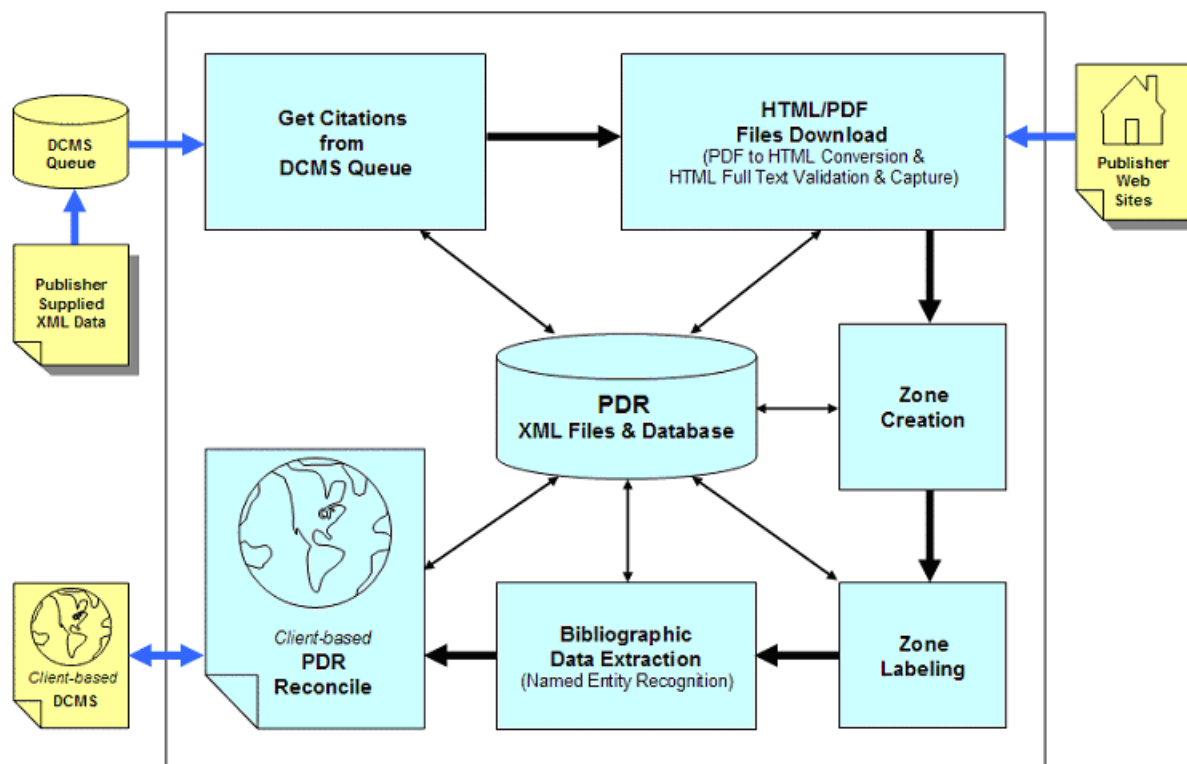 DCMS
Queue
Publisher
Supplied
XML Data
Get Citations
from
DCMS Queue
HTML/PDF
Files Download
(PDF to HTML Conversion &
HTML Full Text Validation & Capture)
Publisher
Web
Sites
PDR
XML Files & Database
Zone
Creation
Zone
Labeling
Bibliographic
Data Extraction
(Named Entity Recognition)
Client-based
PDR
Reconcile
Client-based
DCMS